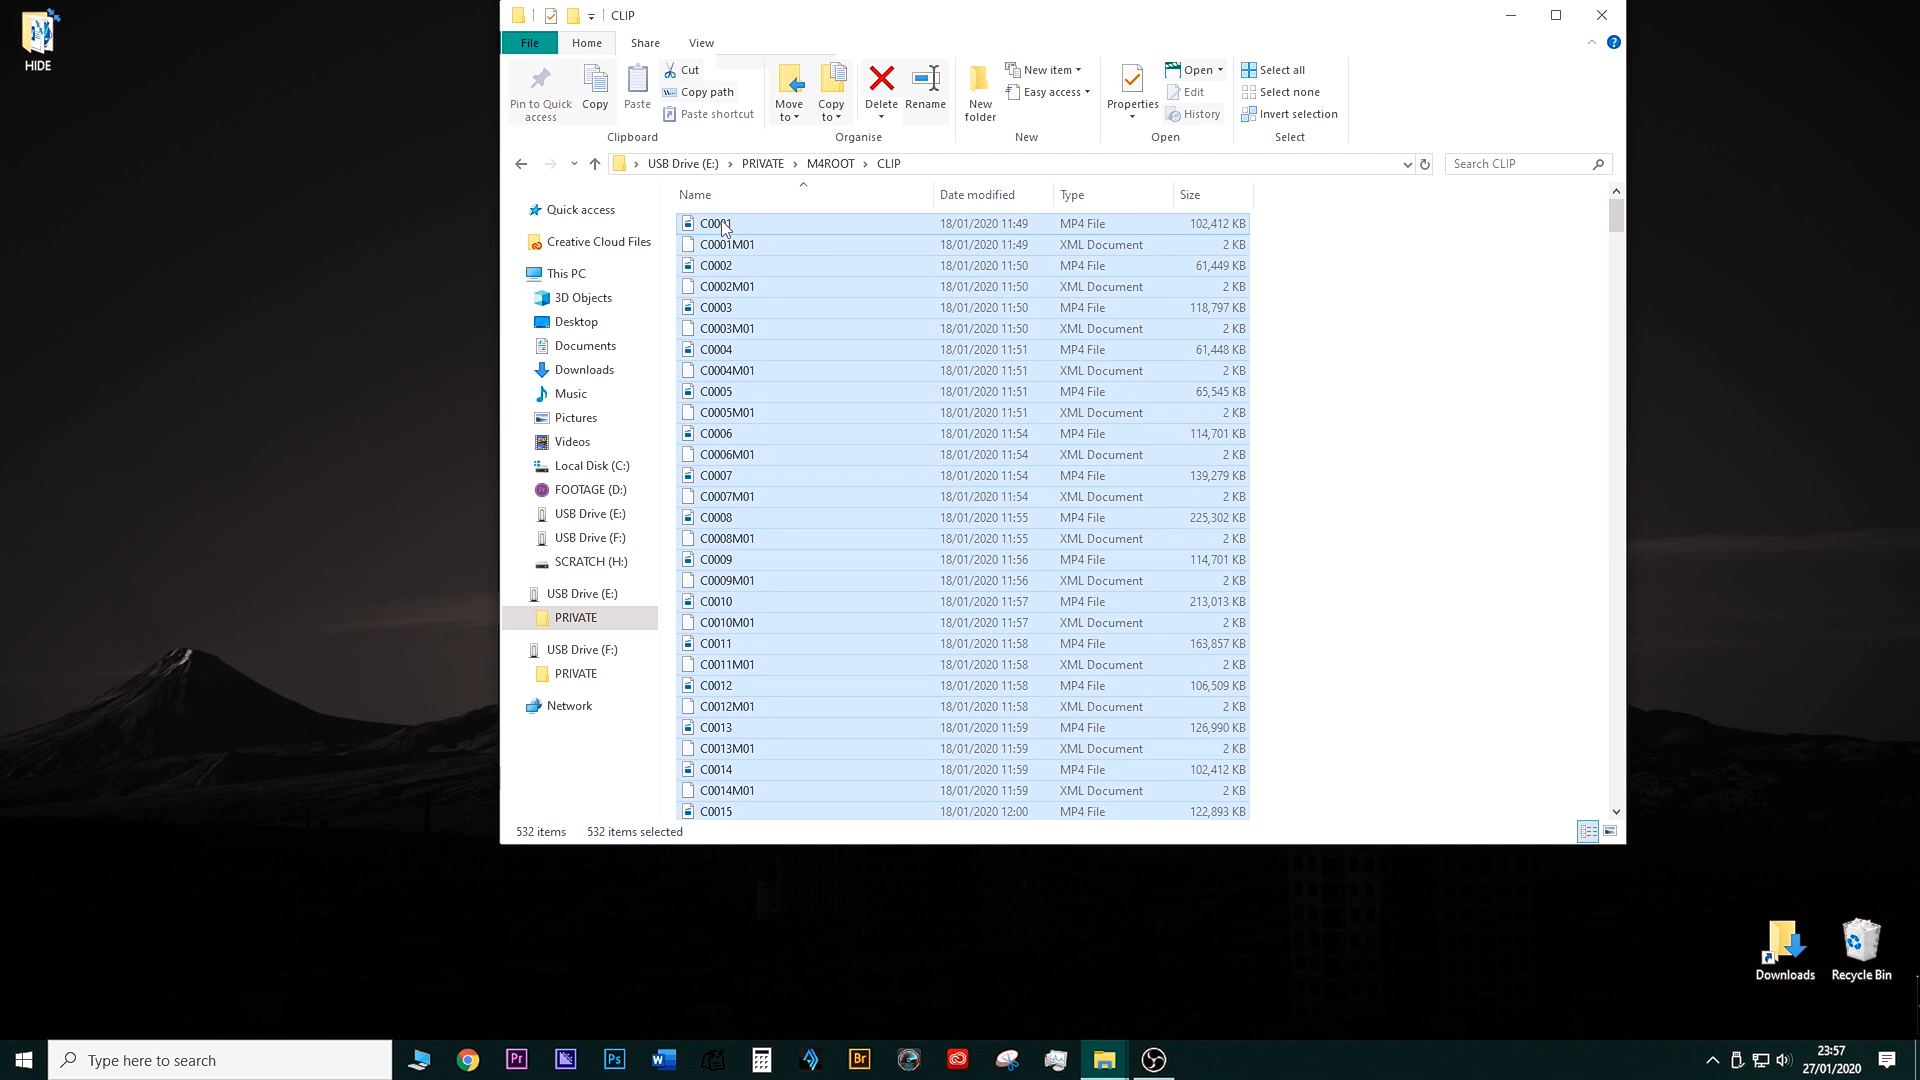 HIDE
CLIP
File Home Share View
Pin to Quick access
Copy
Paste
Cut
Copy path
Paste shortcut
Clipboard
Move to
Copy to
Delete
Rename
Organise
New folder
New item
Easy access
New
Properties
Open
Edit
History
Open
Select all
Select none
Invert selection
Select
USB Drive (E:) PRIVATE M4ROOT CLIP
Search CLIP
Quick access
Creative Cloud Files
This PC
3D Objects
Desktop
Documents
Downloads
Music
Pictures
Videos
Local Disk (C:)
FOOTAGE (D:)
USB Drive (E:)
USB Drive (F:)
SCRATCH (H:)
USB Drive (E:)
PRIVATE
USB Drive (F:)
PRIVATE
Network
Name Date modified Type Size
C0001 18/01/2020 11:49 MP4 File 102,412 KB
C0001M01 18/01/2020 11:49 XML Document 2 KB
C0002 18/01/2020 11:50 MP4 File 61,449 KB
C0002M01 18/01/2020 11:50 XML Document 2 KB
C0003 18/01/2020 11:50 MP4 File 118,797 KB
C0003M01 18/01/2020 11:50 XML Document 2 KB
C0004 18/01/2020 11:51 MP4 File 61,448 KB
C0004M01 18/01/2020 11:51 XML Document 2 KB
C0005 18/01/2020 11:51 MP4 File 65,545 KB
C0005M01 18/01/2020 11:51 XML Document 2 KB
C0006 18/01/2020 11:54 MP4 File 114,701 KB
C0006M01 18/01/2020 11:54 XML Document 2 KB
C0007 18/01/2020 11:54 MP4 File 139,279 KB
C0007M01 18/01/2020 11:54 XML Document 2 KB
C0008 18/01/2020 11:55 MP4 File 225,302 KB
C0008M01 18/01/2020 11:55 XML Document 2 KB
C0009 18/01/2020 11:56 MP4 File 114,701 KB
C0009M01 18/01/2020 11:56 XML Document 2 KB
C0010 18/01/2020 11:57 MP4 File 213,013 KB
C0010M01 18/01/2020 11:57 XML Document 2 KB
C0011 18/01/2020 11:58 MP4 File 163,857 KB
C0011M01 18/01/2020 11:58 XML Document 2 KB
C0012 18/01/2020 11:58 MP4 File 106,509 KB
C0012M01 18/01/2020 11:58 XML Document 2 KB
C0013 18/01/2020 11:59 MP4 File 126,990 KB
C0013M01 18/01/2020 11:59 XML Document 2 KB
C0014 18/01/2020 11:59 MP4 File 102,412 KB
C0014M01 18/01/2020 11:59 XML Document 2 KB
C0015 18/01/2020 12:00 MP4 File 122,893 KB
532 items 532 items selected
Downloads
Recycle Bin
Type here to search
Pr
Ps
W
Br
23:57
27/01/2020